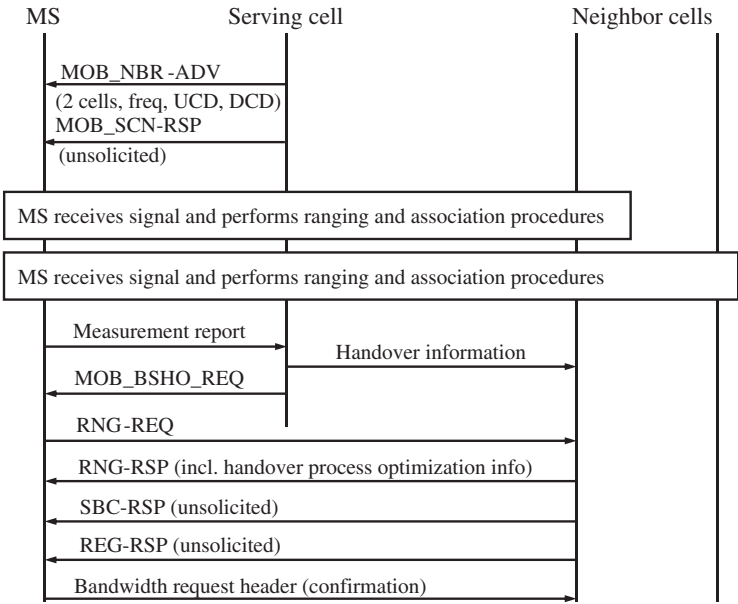 MS
Serving cell
Neighbor cells
MOB_NBR -ADV
(2 cells, freq, UCD, DCD)
MOB_SCN-RSP
(unsolicited)
MS receives signal and performs ranging and association procedures
MS receives signal and performs ranging and association procedures
Measurement report
Handover information
MOB_BSHO_REQ
RNG-REQ
RNG-RSP (incl. handover process optimization info)
SBC-RSP (unsolicited)
REG-RSP (unsolicited)
Bandwidth request header (confirmation)